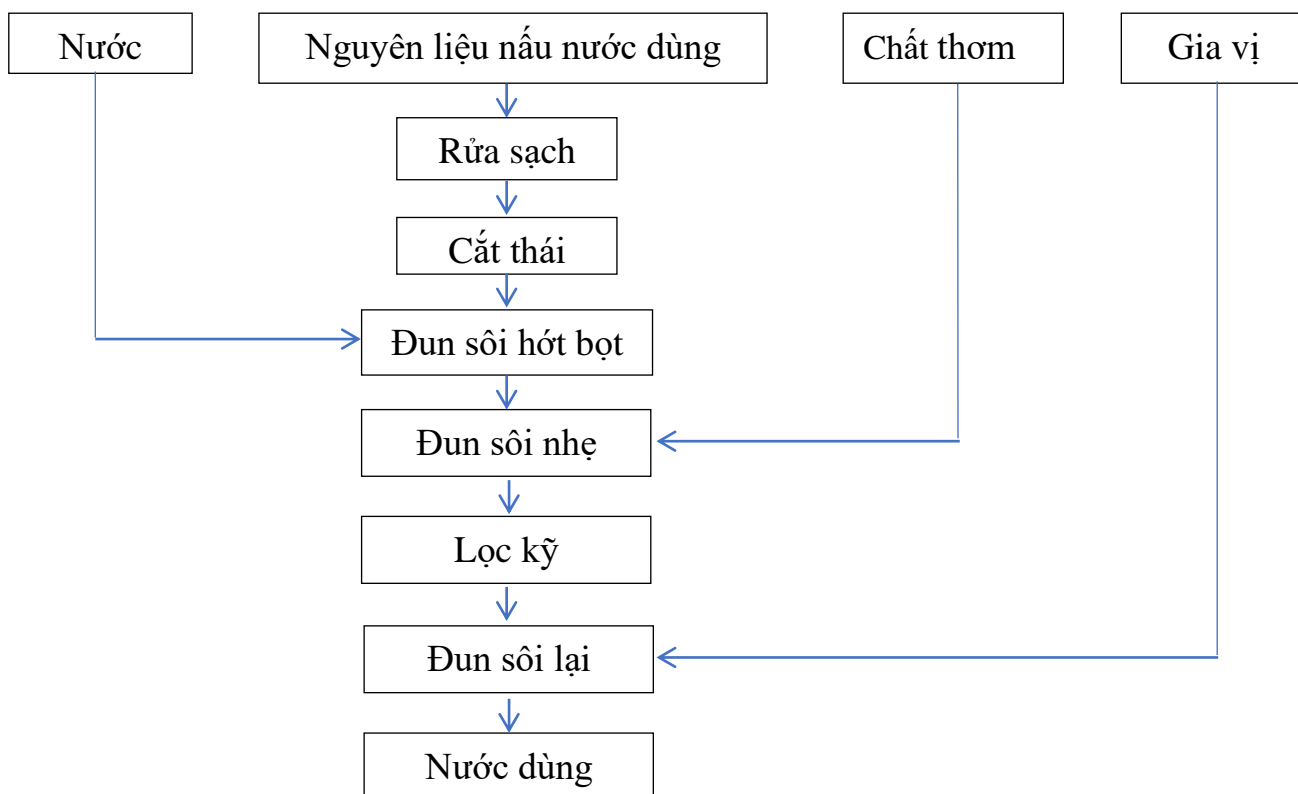 Nước
Nguyên liệu nấu nước dùng
Chất thơm
Gia vị
Rửa sạch
Cắt thái
Đun sôi hớt bọt
Đun sôi nhẹ
Lọc kỹ
Đun sôi lại
Nước dùng